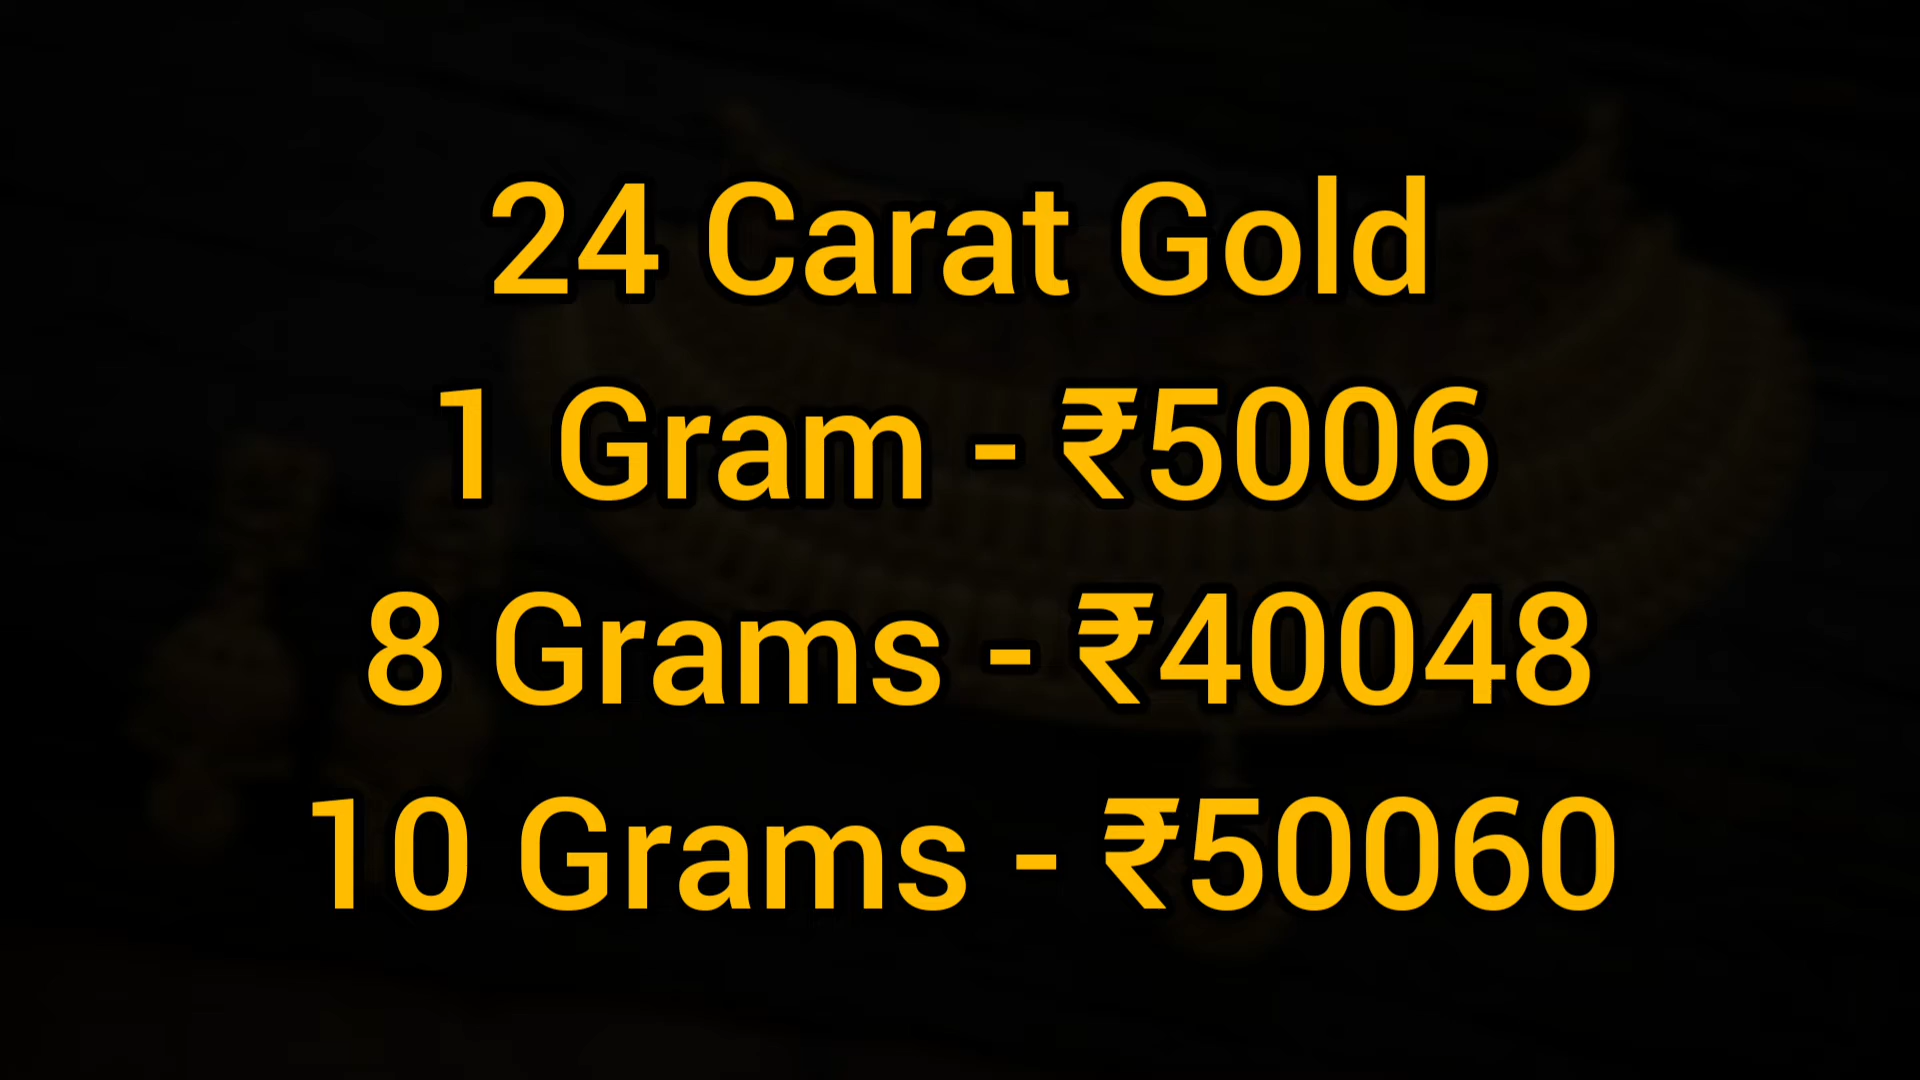 24 Carat Gold
1 Gram - ₹5006
8 Grams - ₹40048
10 Grams - ₹50060